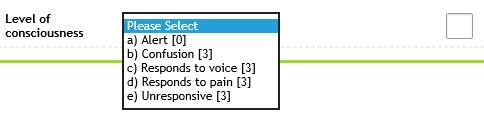 Level of
consciousness
Please Select
a) Alert [0]
b) Confusion [3]
c) Responds to voice [3]
d) Responds to pain [3]
e) Unresponsive [3]